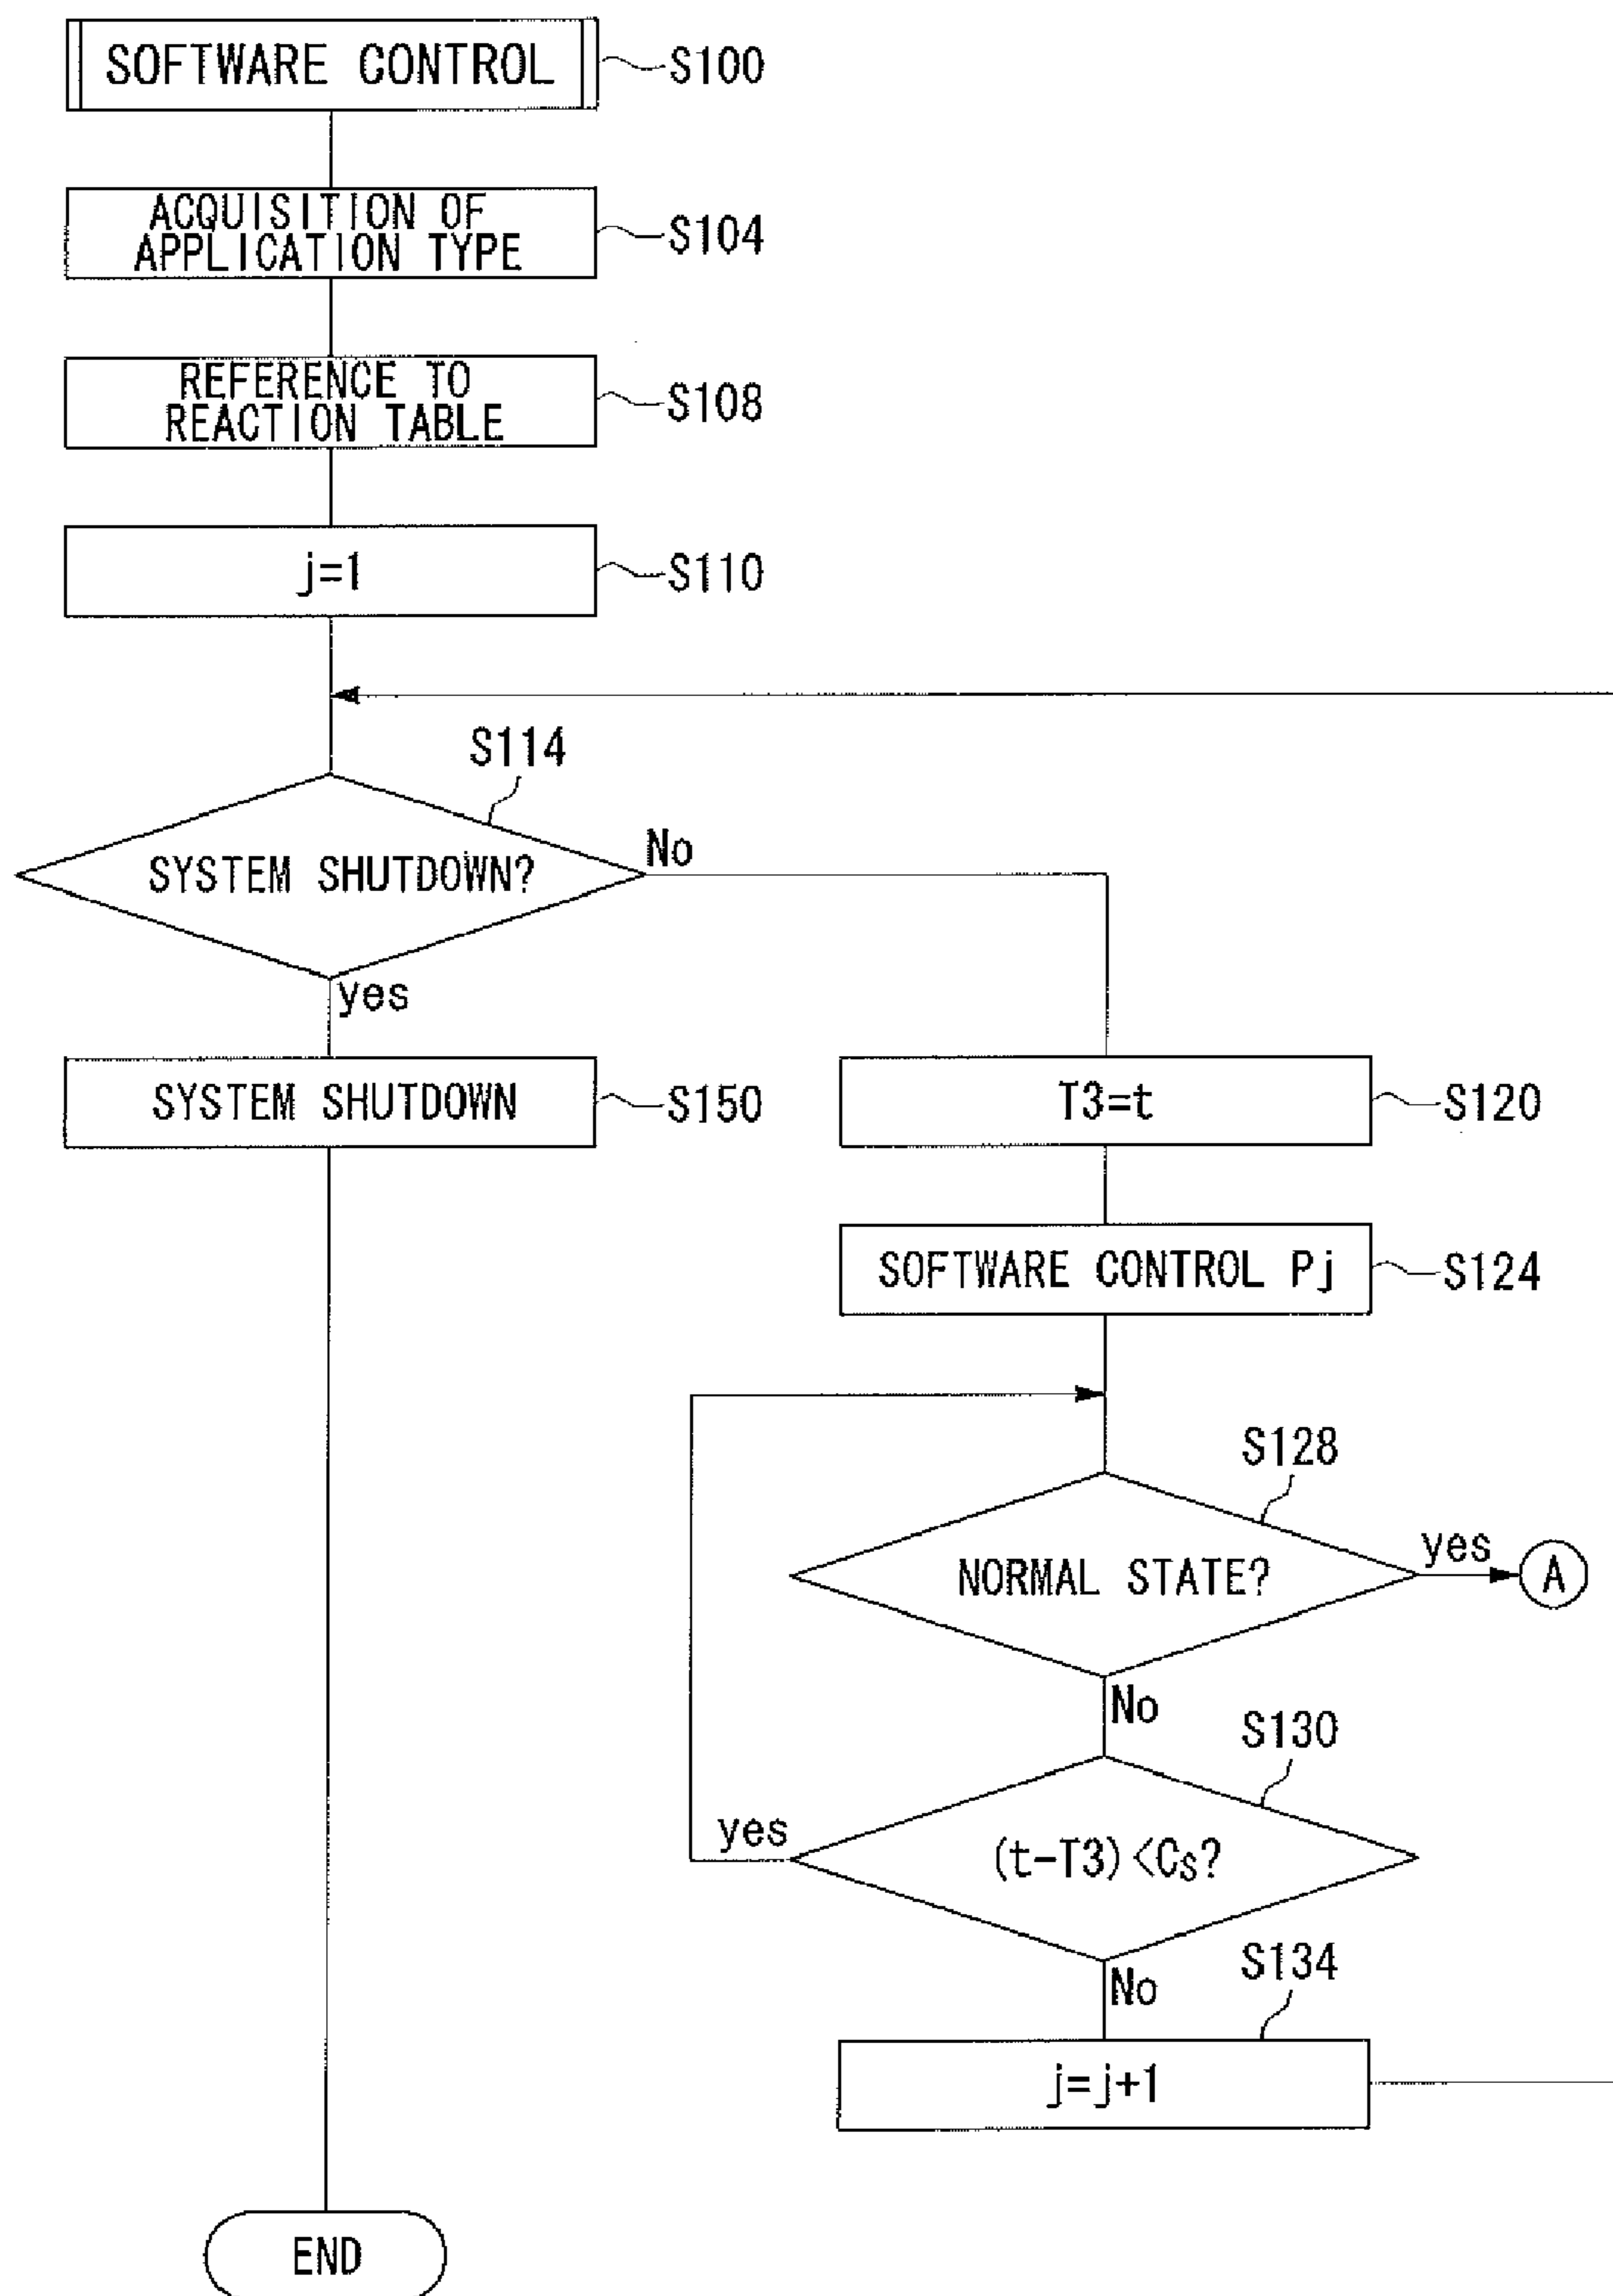 SOFTWARE CONTROL
S100
ACQUISITION OF
APPLICATION TYPE
S104
REFERENCE TO
REACTION TABLE
S108
j=1
S110
S114
SYSTEM SHUTDOWN?
No
yes
SYSTEM SHUTDOWN
S150
T3=t
S120
SOFTWARE CONTROL Pj
S124
S128
NORMAL STATE?
yes
A
No
S130
(t-T3)<Cs?
yes
No
S134
j=j+1
END